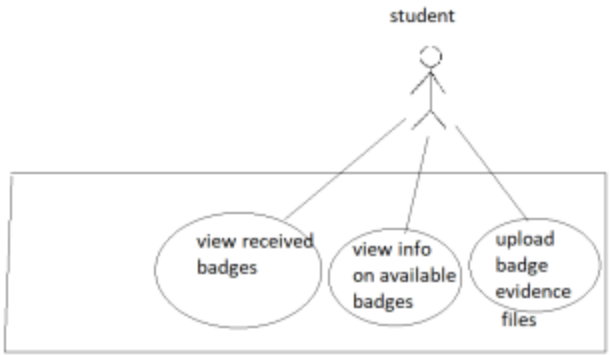 student
view received
badges
view info
on available
badges
upload
badge
evidence
files